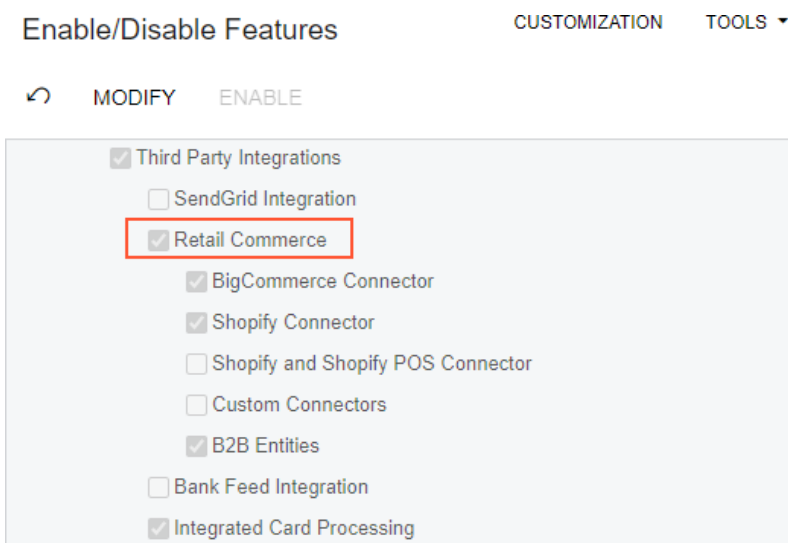 Enable/Disable Features
CUSTOMIZATION TOOLS
MODIFY ENABLE
Third Party Integrations
SendGrid Integration
Retail Commerce
BigCommerce Connector
Shopify Connector
Shopify and Shopify POS Connector
Custom Connectors
B2B Entities
Bank Feed Integration
Integrated Card Processing